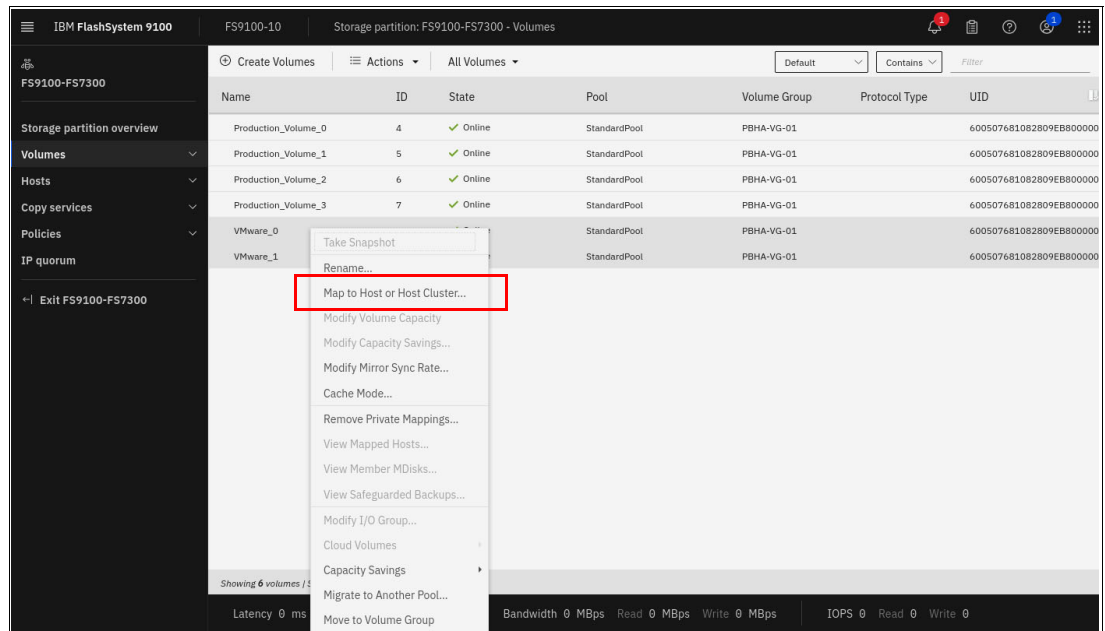 IBM FlashSystem 9100 FS9100-10 Storage partition: FS9100-FS7300 - Volumes 1 1
FS9100-FS7300
Storage partition overview
Volumes
Hosts
Copy services
Policies
IP quorum
Exit FS9100-FS7300
Create Volumes Actions All Volumes Default Contains Filter
Name ID State Pool Volume Group Protocol Type UID
Production_Volume_0 4 Online StandardPool PBHA-VG-01 600507681082809EB800000
Production_Volume_1 5 Online StandardPool PBHA-VG-01 600507681082809EB800000
Production_Volume_2 6 Online StandardPool PBHA-VG-01 600507681082809EB800000
Production_Volume_3 7 Online StandardPool PBHA-VG-01 600507681082809EB800000
VMware_0 StandardPool PBHA-VG-01 600507681082809EB800000
VMware_1 StandardPool PBHA-VG-01 600507681082809EB800000
Take Snapshot
Rename...
Map to Host or Host Cluster...
Modify Volume Capacity
Modify Capacity Savings...
Modify Mirror Sync Rate...
Cache Mode...
Remove Private Mappings...
View Mapped Hosts...
View Member MDisks...
View Safeguarded Backups...
Modify I/O Group...
Cloud Volumes
Capacity Savings
Migrate to Another Pool...
Move to Volume Group
Showing 6 volumes /
Latency 0 ms Bandwidth 0 MBps Read 0 MBps Write 0 MBps IOPS 0 Read 0 Write 0